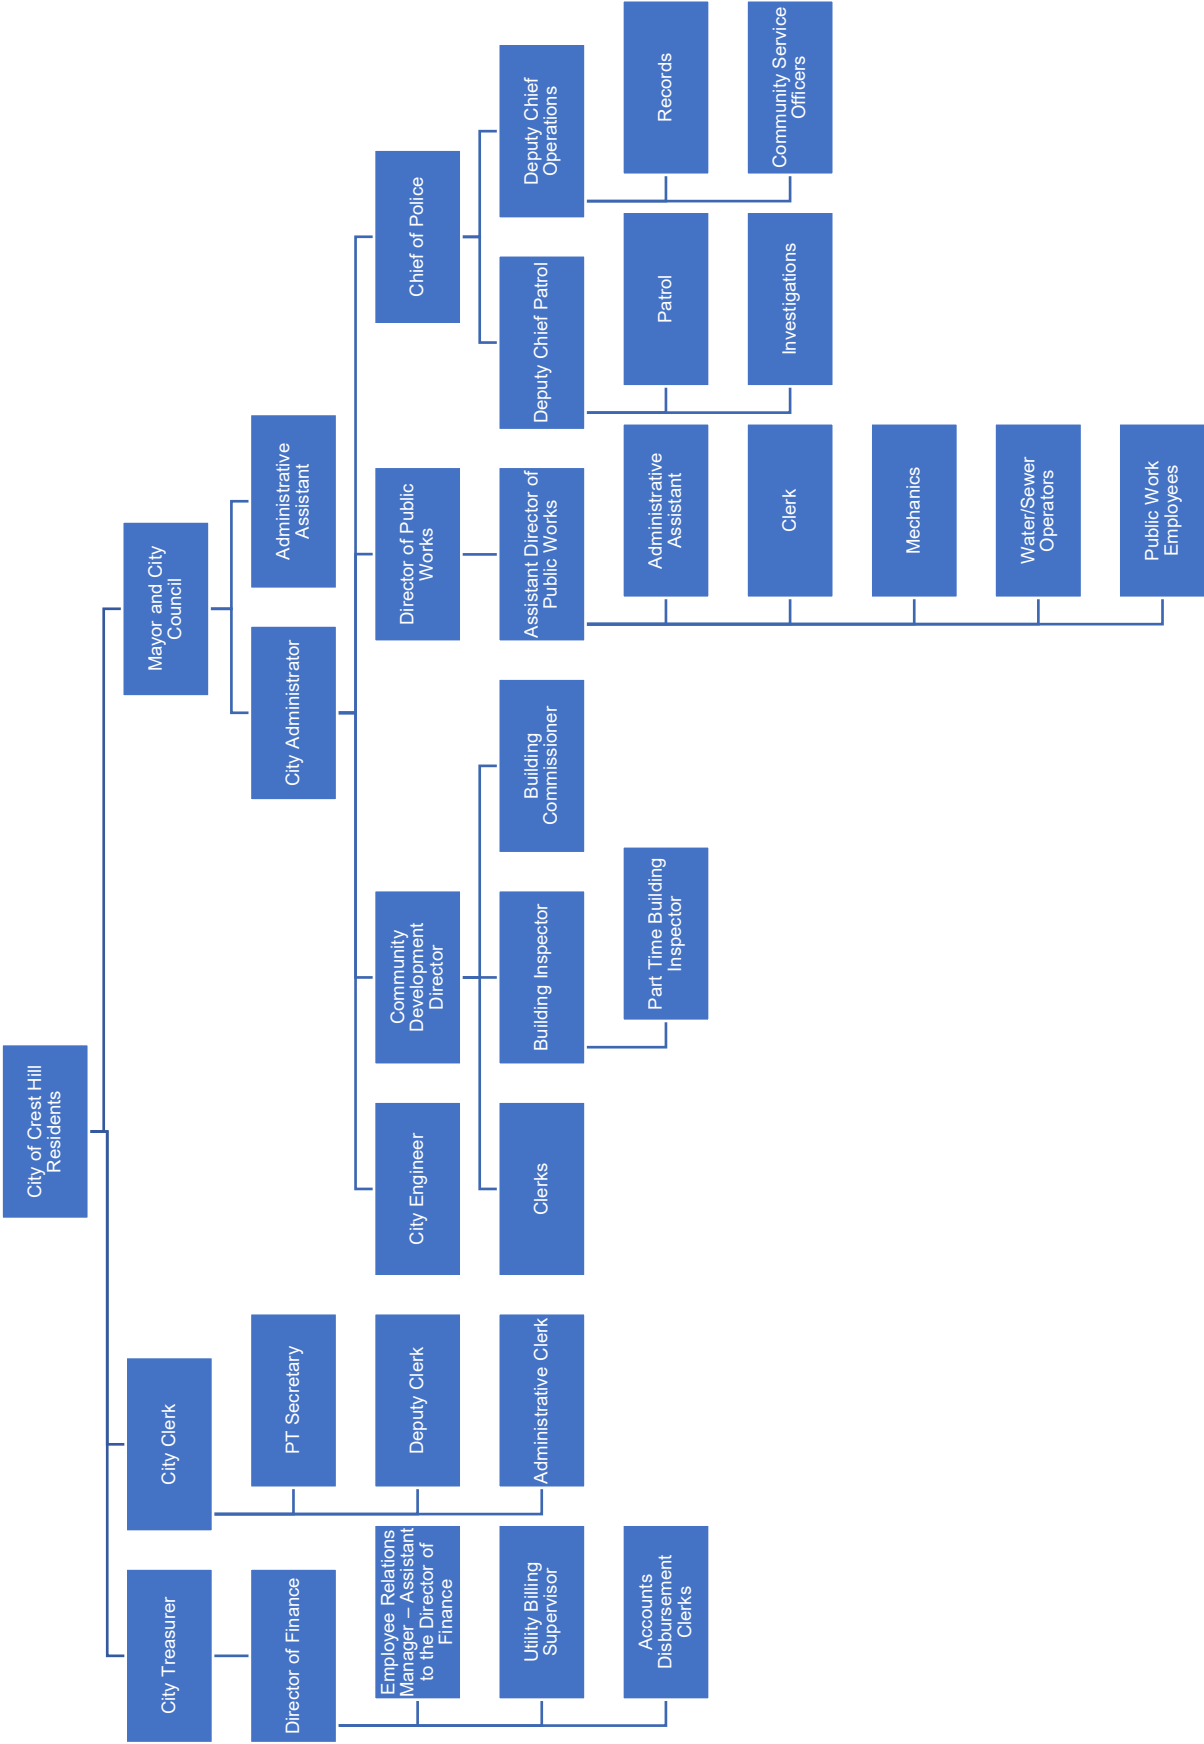 City of Crest Hill
Residents
City Treasurer
City Clerk
Mayor and City
Council
Director of Finance
PT Secretary
City Administrator
Administrative
Assistant
Employee Relations
Manager – Assistant
to the Director of
Finance
Deputy Clerk
City Engineer
Community
Development
Director
Director of Public
Works
Chief of Police
Utility Billing
Supervisor
Administrative Clerk
Clerks
Building Inspector
Building
Commissioner
Assistant Director of
Public Works
Deputy Chief Patrol
Deputy Chief
Operations
Accounts
Disbursement
Clerks
Part Time Building
Inspector
Administrative
Assistant
Patrol
Records
Clerk
Investigations
Community Service
Officers
Mechanics
Water/Sewer
Operators
Public Work
Employees